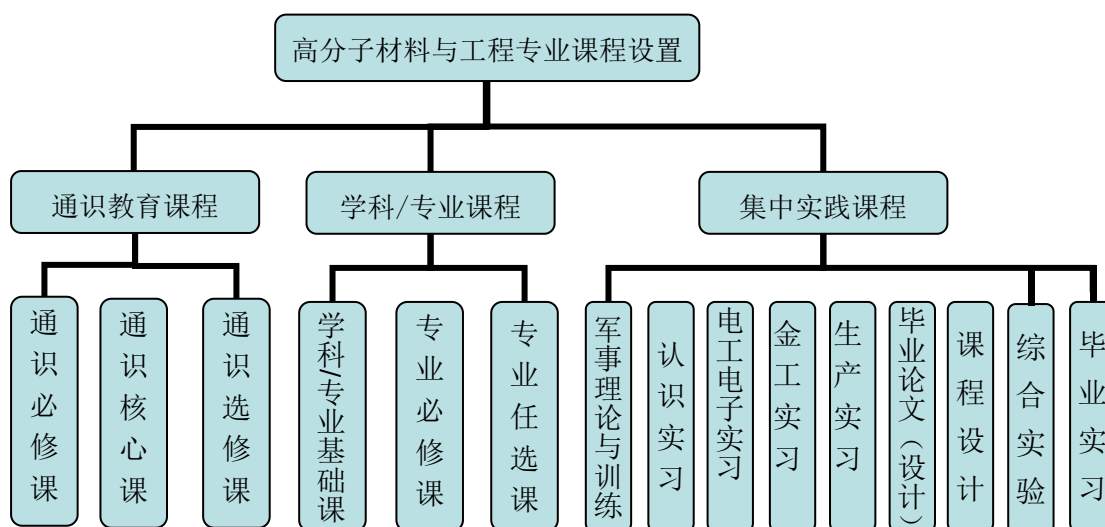 高分子材料与工程专业课程设置
通识教育课程
学科/专业课程
集中实践课程
通识必修课
通识核心课
通识选修课
学科/专业基础课
专业必修课
专业任选课
军事理论与训练
认识实习
电工电子实习
金工实习
生产实习
毕业论文（设计）
课程设计
综合实验
毕业实习